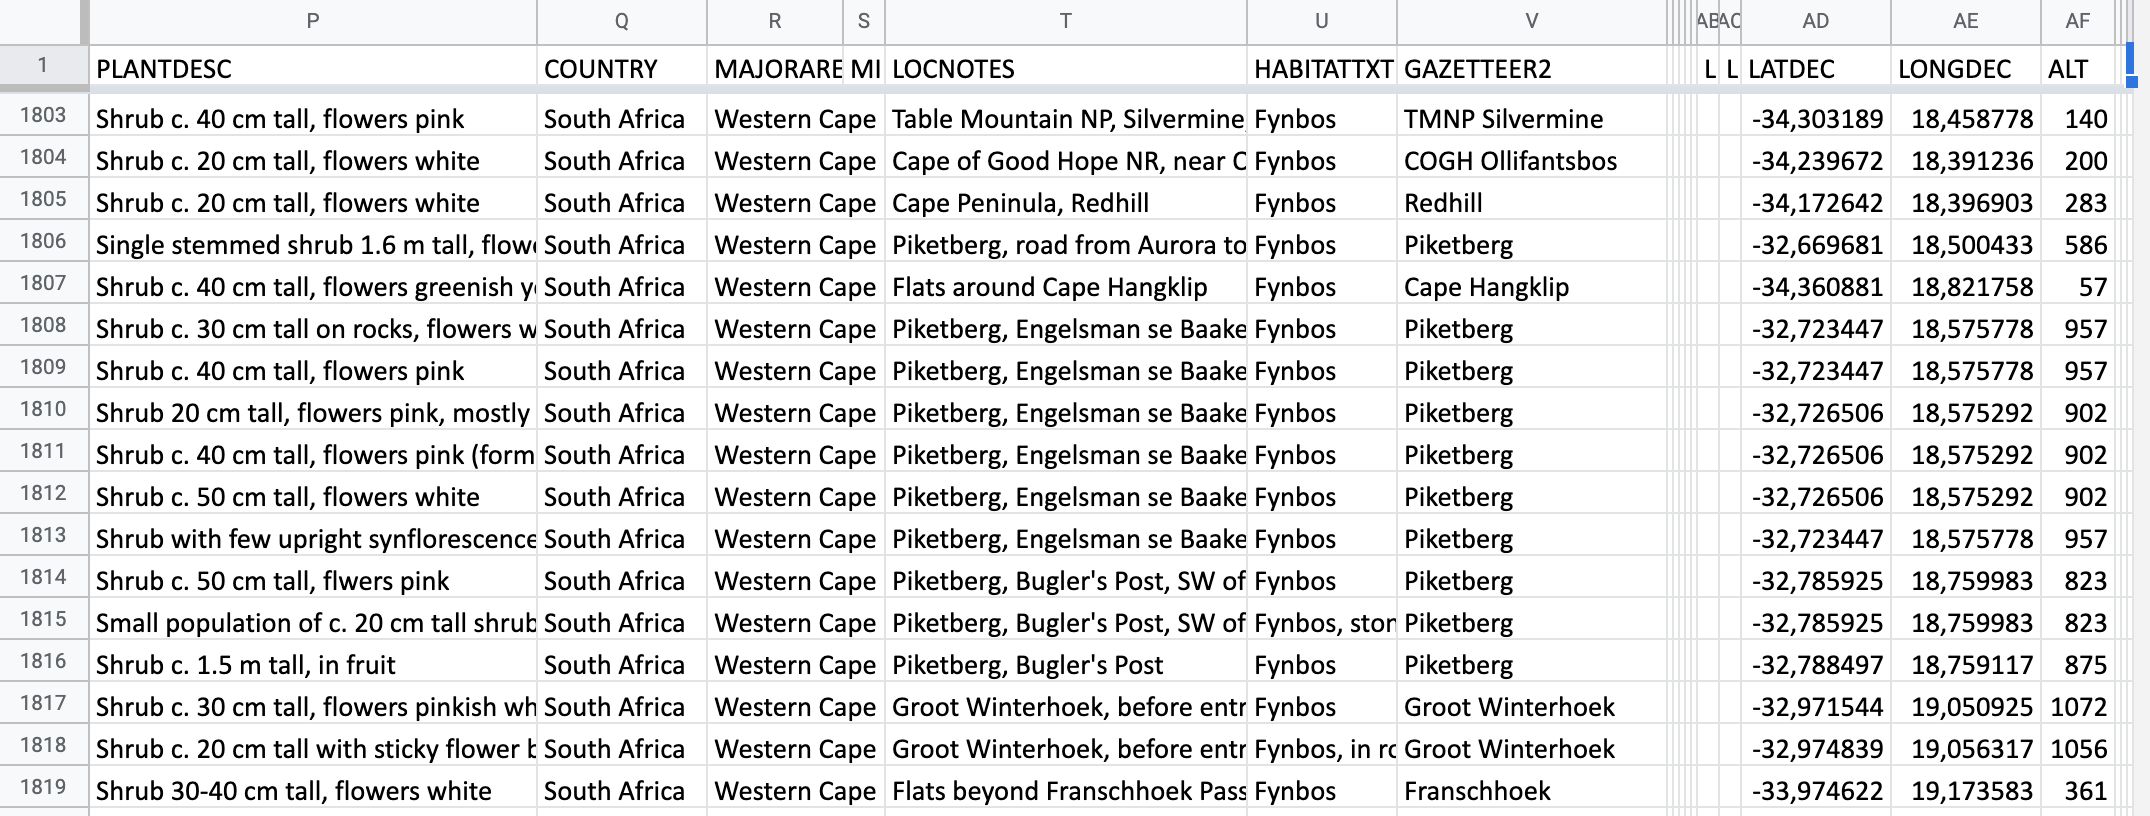 P Q R S T U V AB AC AD AE AF
1 PLANTDESC COUNTRY MAJORARE MI LOCNOTES HABITATTXT GAZETTEER2 L L LATDEC LONGDEC ALT
1803 Shrub c. 40 cm tall, flowers pink South Africa Western Cape Table Mountain NP, Silvermine, Fynbos TMNP Silvermine -34,303189 18,458778 140
1804 Shrub c. 20 cm tall, flowers white South Africa Western Cape Cape of Good Hope NR, near C Fynbos COGH Ollifantsbos -34,239672 18,391236 200
1805 Shrub c. 20 cm tall, flowers white South Africa Western Cape Cape Peninula, Redhill Fynbos Redhill -34,172642 18,396903 283
1806 Single stemmed shrub 1.6 m tall, flow South Africa Western Cape Piketberg, road from Aurora to Fynbos Piketberg -32,669681 18,500433 586
1807 Shrub c. 40 cm tall, flowers greenish y South Africa Western Cape Flats around Cape Hangklip Fynbos Cape Hangklip -34,360881 18,821758 57
1808 Shrub c. 30 cm tall on rocks, flowers w South Africa Western Cape Piketberg, Engelsman se Baake Fynbos Piketberg -32,723447 18,575778 957
1809 Shrub c. 40 cm tall, flowers pink South Africa Western Cape Piketberg, Engelsman se Baake Fynbos Piketberg -32,723447 18,575778 957
1810 Shrub 20 cm tall, flowers pink, mostly South Africa Western Cape Piketberg, Engelsman se Baake Fynbos Piketberg -32,726506 18,575292 902
1811 Shrub c. 40 cm tall, flowers pink (form South Africa Western Cape Piketberg, Engelsman se Baake Fynbos Piketberg -32,726506 18,575292 902
1812 Shrub c. 50 cm tall, flowers white South Africa Western Cape Piketberg, Engelsman se Baake Fynbos Piketberg -32,726506 18,575292 902
1813 Shrub with few upright synflorescence South Africa Western Cape Piketberg, Engelsman se Baake Fynbos Piketberg -32,723447 18,575778 957
1814 Shrub c. 50 cm tall, flwers pink South Africa Western Cape Piketberg, Bugler's Post, SW of Fynbos Piketberg -32,785925 18,759983 823
1815 Small population of c. 20 cm tall shrub South Africa Western Cape Piketberg, Bugler's Post, SW of Fynbos, ston Piketberg -32,785925 18,759983 823
1816 Shrub c. 1.5 m tall, in fruit South Africa Western Cape Piketberg, Bugler's Post Fynbos Piketberg -32,788497 18,759117 875
1817 Shrub c. 30 cm tall, flowers pinkish wh South Africa Western Cape Groot Winterhoek, before entr Fynbos Groot Winterhoek -32,971544 19,050925 1072
1818 Shrub c. 20 cm tall with sticky flower b South Africa Western Cape Groot Winterhoek, before entr Fynbos, in ro Groot Winterhoek -32,974839 19,056317 1056
1819 Shrub 30-40 cm tall, flowers white South Africa Western Cape Flats beyond Franschhoek Pass Fynbos Franschhoek -33,974622 19,173583 361